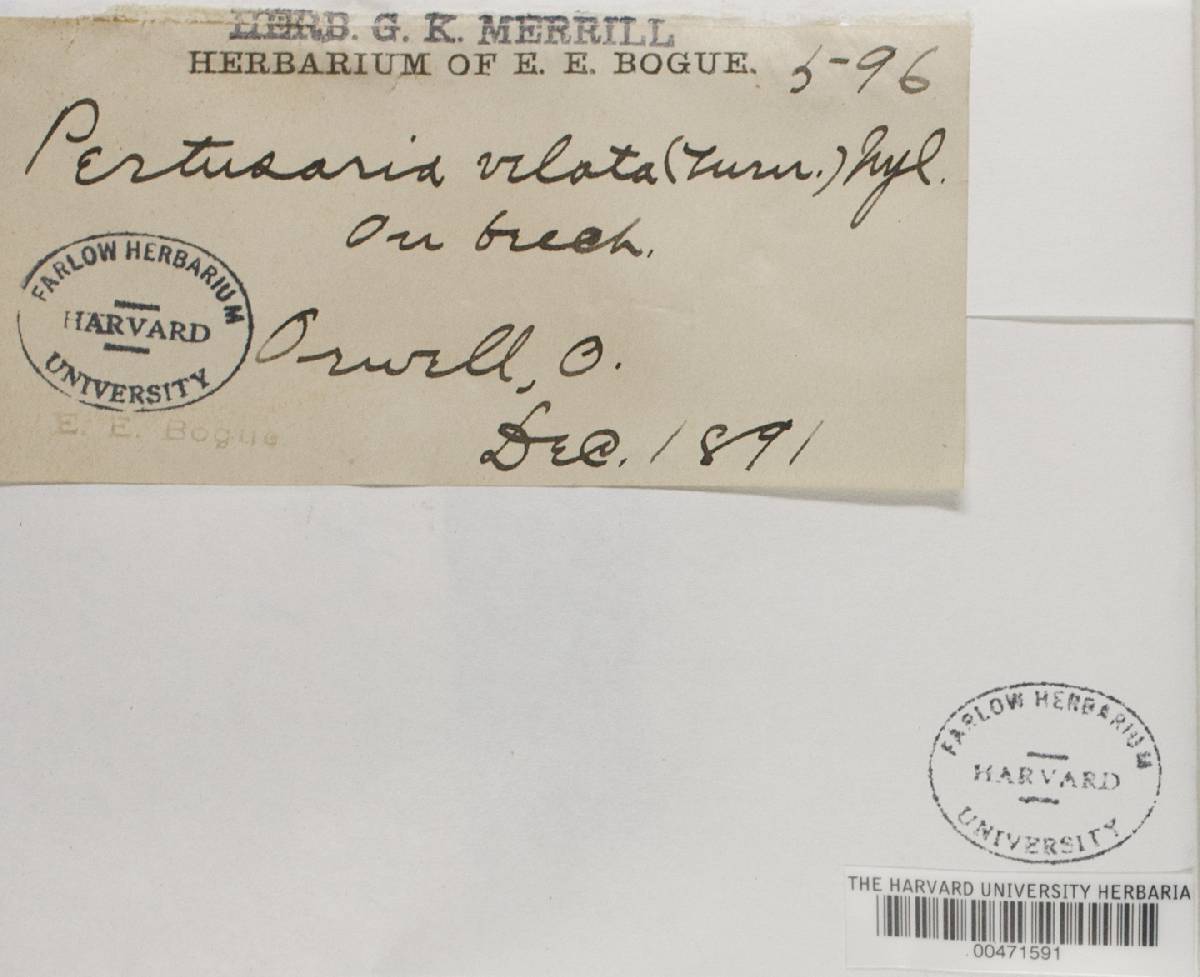 HERB. G. K. MERRILL
HERBARIUM OF E. E. BOGUE. 5-96
Pertusaria velata (Turn.) Nyl.
On beech.
FARLOW HERBARIUM
HARVARD
UNIVERSITY
Orwell, O.
E. E. Bogue
Dec. 1891
FARLOW HERBARIUM
HARVARD
UNIVERSITY
THE HARVARD UNIVERSITY HERBARIA
00471591